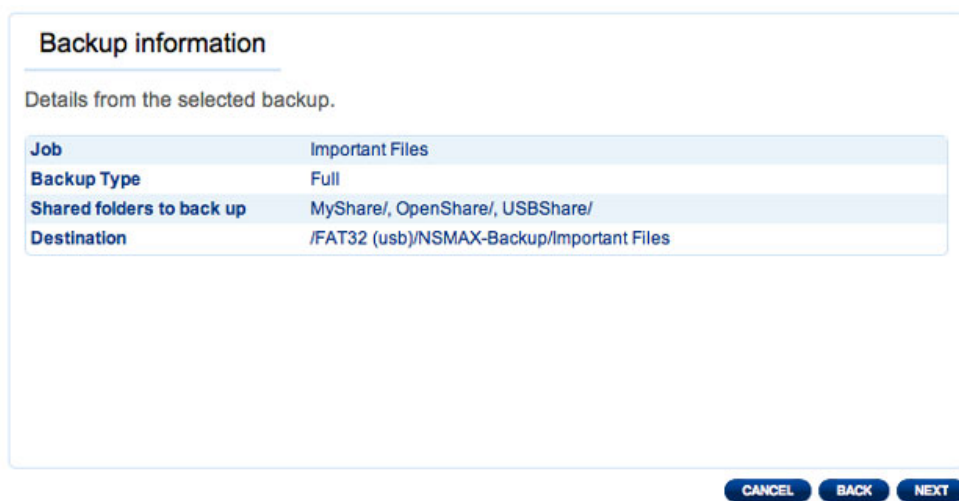 Backup information
Details from the selected backup.
Job Important Files
Backup Type Full
Shared folders to back up MyShare/, OpenShare/, USBShare/
Destination /FAT32 (usb)/NSMAX-Backup/Important Files
CANCEL BACK NEXT